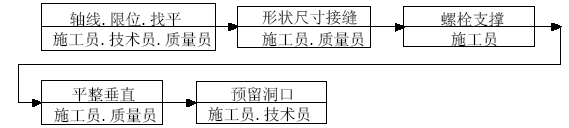 轴线.限位.找平
施工员.技术员.质量员
形状尺寸接缝
施工员.质量员
螺栓支撑
施工员
平整垂直
施工员.质量员
预留洞口
施工员.技术员